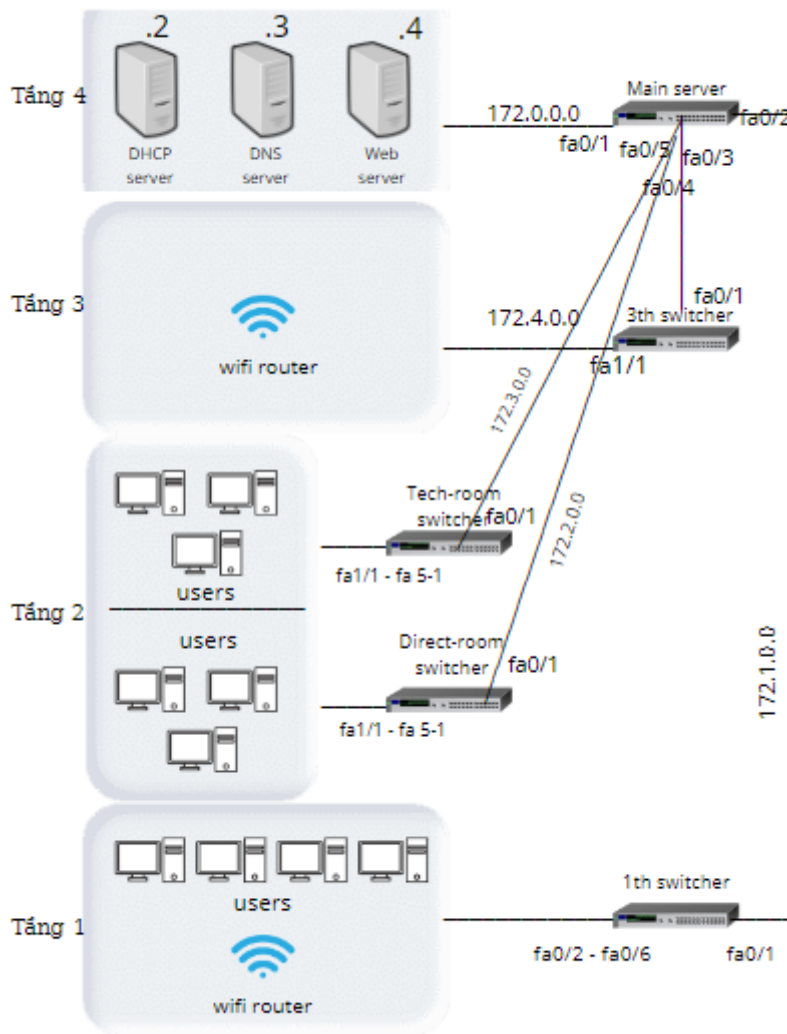 Tầng 4
.2
.3
.4
DHCP
server
DNS
server
Web
server
172.0.0.0
Main server
fa0/1
fa0/5
fa0/3
fa0/2
fa0/4
Tầng 3
wifi router
172.4.0.0
fa0/1
3th switcher
fa1/1
172.3.0.0
172.2.0.0
Tầng 2
users
users
Tech-room
switcher
fa0/1
fa1/1 - fa 5-1
Direct-room
switcher
fa0/1
fa1/1 - fa 5-1
172.1.0.0
Tầng 1
users
wifi router
1th switcher
fa0/2 - fa0/6
fa0/1